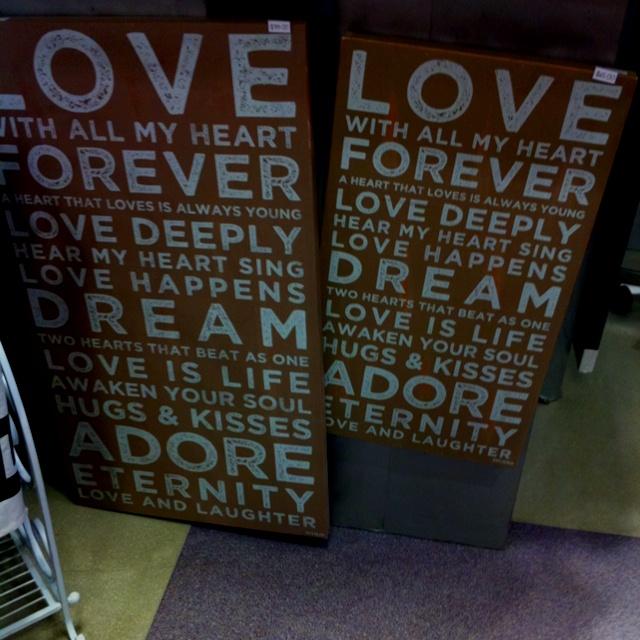 LOVE
WITH ALL MY HEART
FOREVER
A HEART THAT LOVES IS ALWAYS YOUNG
LOVE DEEPLY
HEAR MY HEART SING
LOVE HAPPENS
DREAM
TWO HEARTS THAT BEAT AS ONE
LOVE IS LIFE
AWAKEN YOUR SOUL
HUGS & KISSES
ADORE
ETERNITY
LOVE AND LAUGHTER
LOVE
WITH ALL MY HEART
FOREVER
A HEART THAT LOVES IS ALWAYS YOUNG
LOVE DEEPLY
HEAR MY HEART SING
LOVE HAPPENS
DREAM
TWO HEARTS THAT BEAT AS ONE
LOVE IS LIFE
AWAKEN YOUR SOUL
HUGS & KISSES
ADORE
ETERNITY
LOVE AND LAUGHTER